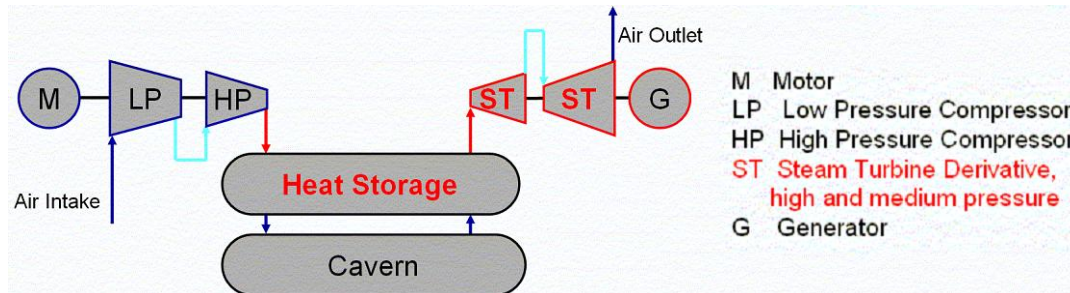 Air Outlet
M
LP
HP
ST
ST
G
Heat Storage
Air Intake
Cavern
M Motor
LP Low Pressure Compressor
HP High Pressure Compressor
ST Steam Turbine Derivative,
high and medium pressure
G Generator